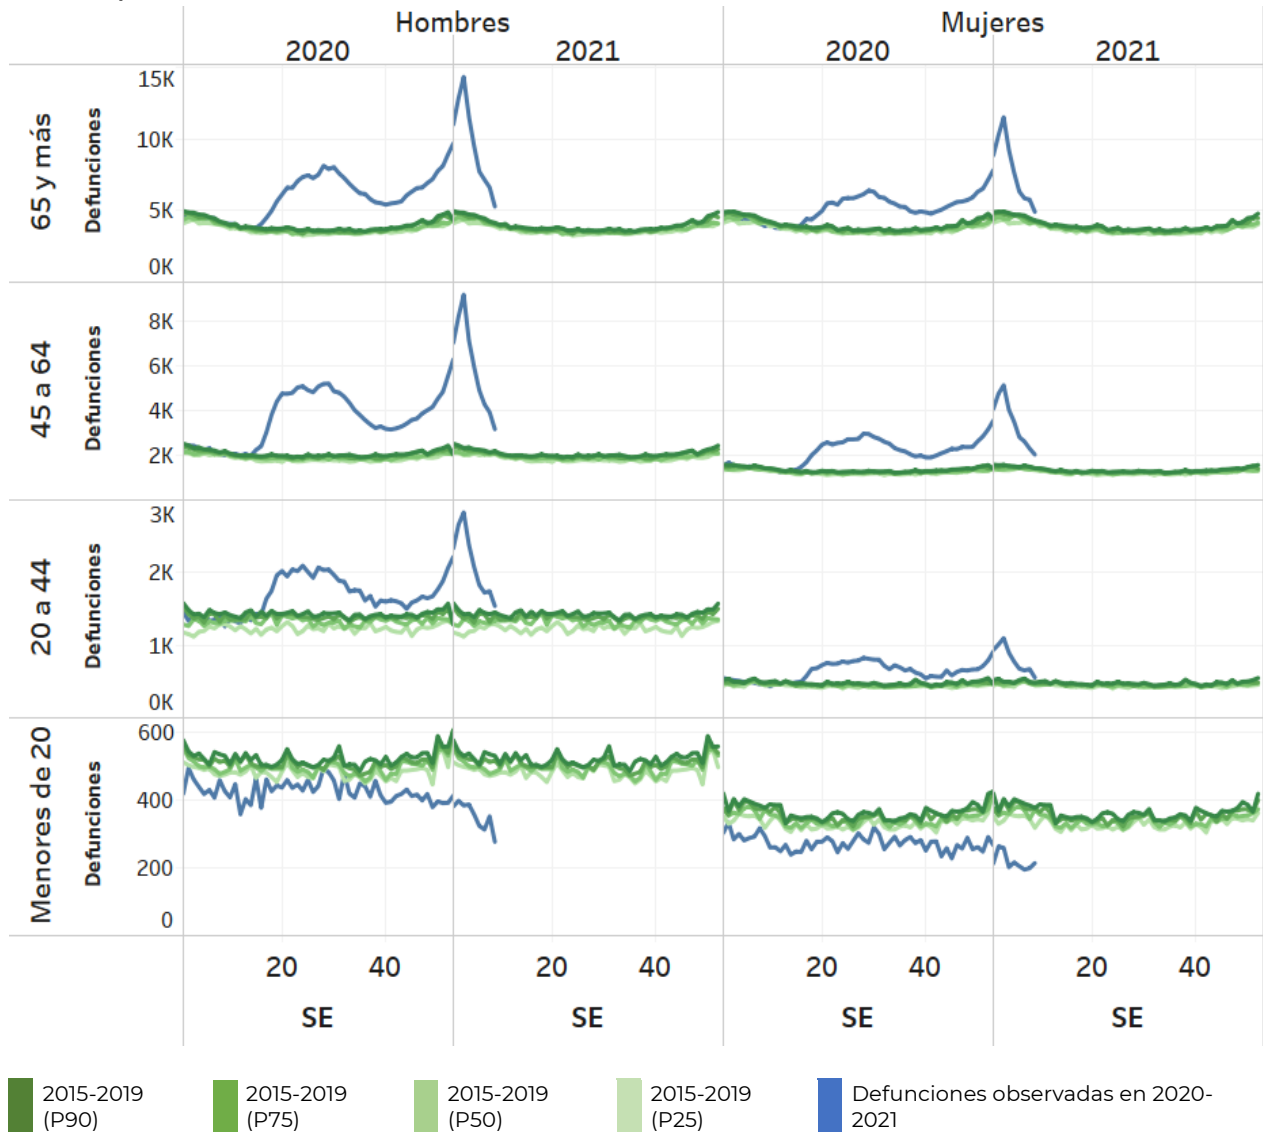 Hombres
Mujeres
2020
2021
2020
2021
65 y más
Defunciones
15K
10K
5K
0K
45 a 64
Defunciones
8K
6K
4K
2K
20 a 44
Defunciones
3K
2K
1K
0K
Menores de 20
Defunciones
600
400
200
0
20
40
20
40
20
40
20
40
SE
SE
SE
SE
2015-2019
(P90)
2015-2019
(P75)
2015-2019
(P50)
2015-2019
(P25)
Defunciones observadas en 2020-
2021